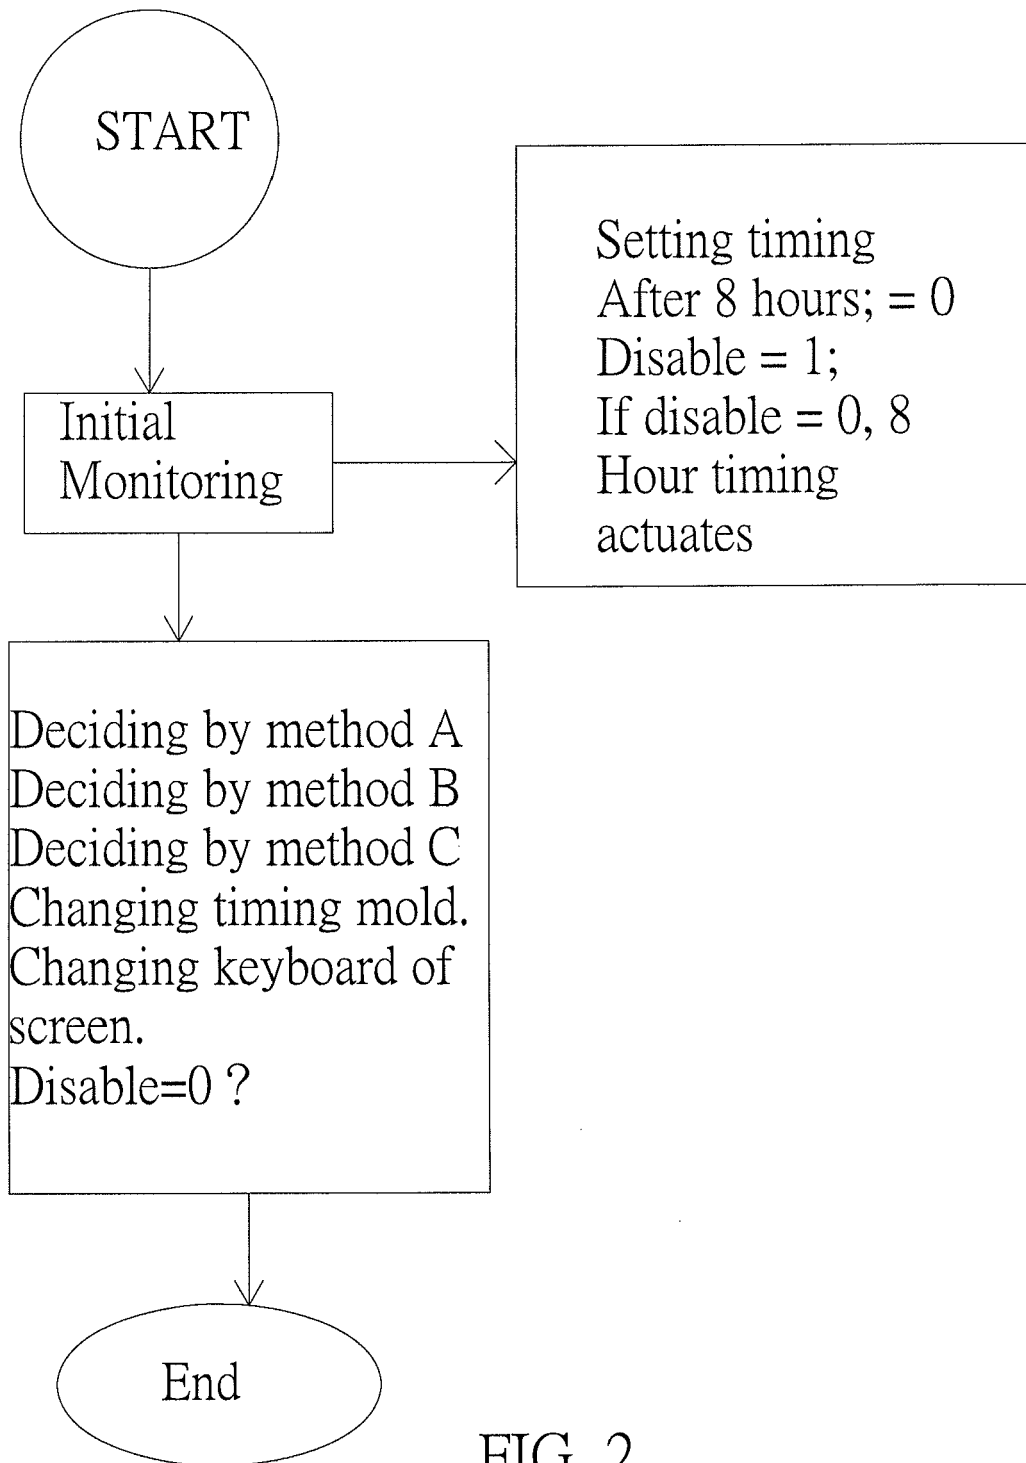 START
Initial
Monitoring
Setting timing
After 8 hours; = 0
Disable = 1;
If disable = 0, 8
Hour timing
actuates
Deciding by method A
Deciding by method B
Deciding by method C
Changing timing mold.
Changing keyboard of
screen.
Disable=0 ?
End
FIG. 2